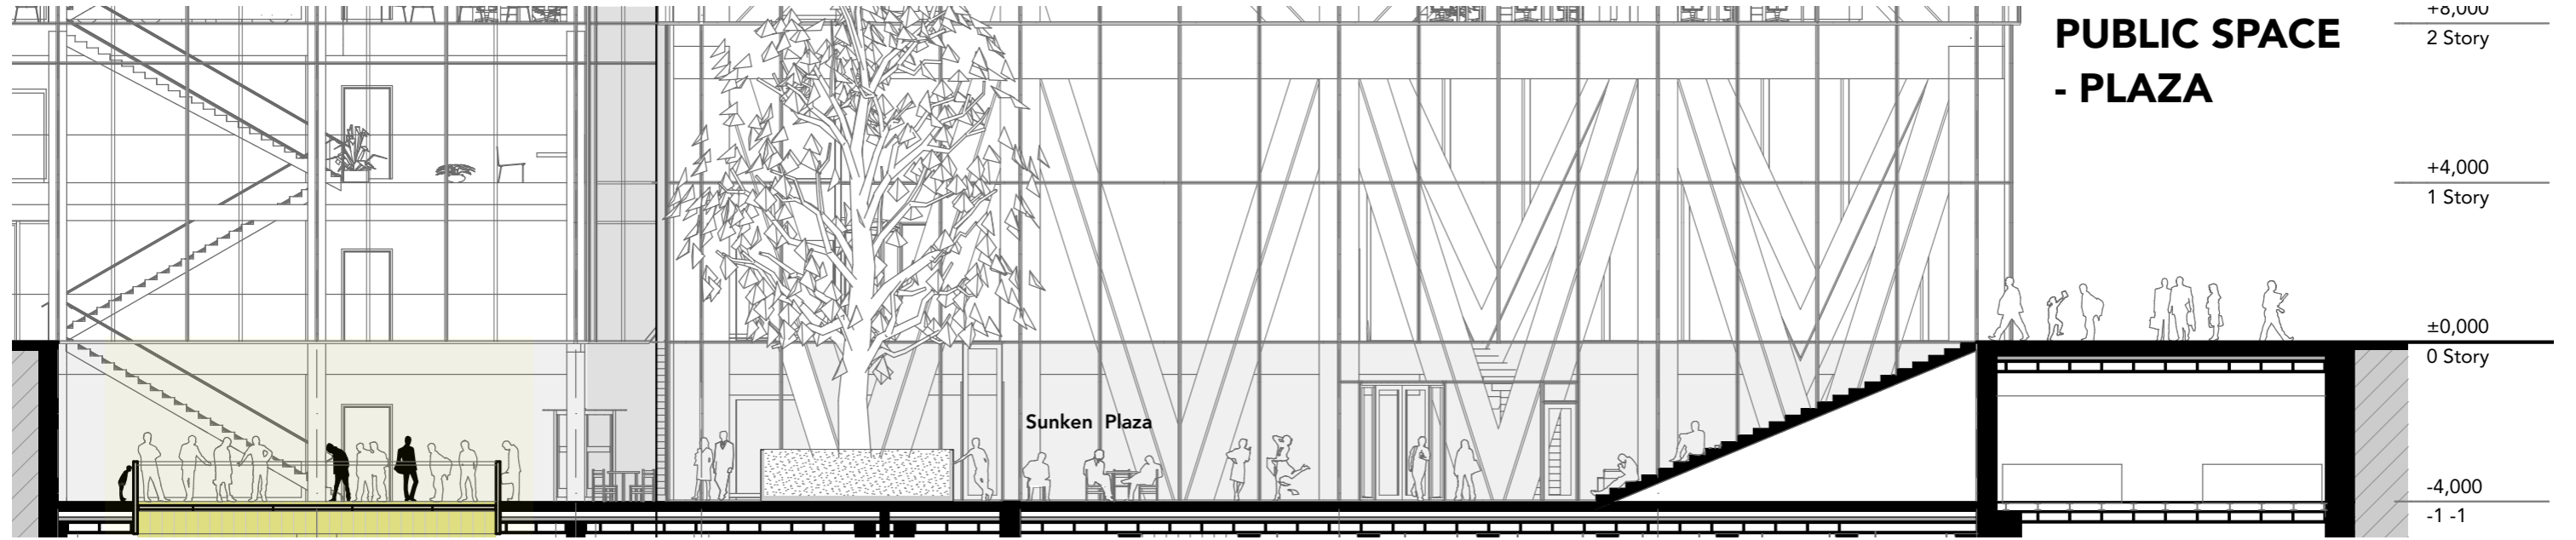 PUBLIC SPACE
- PLAZA
+8,000
2 Story
+4,000
1 Story
±0,000
0 Story
Sunken Plaza
-4,000
-1 -1